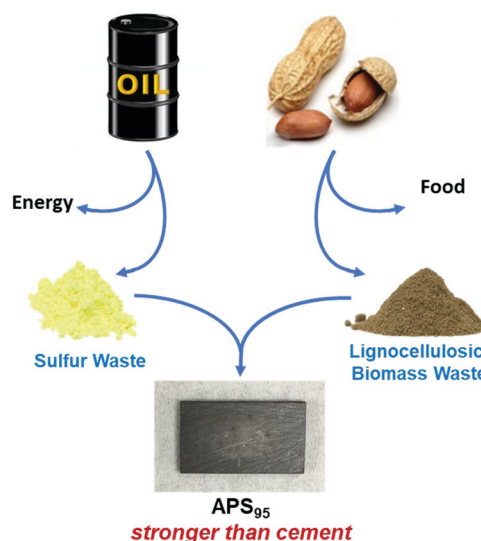 OIL
Energy
Food
Sulfur Waste
Lignocellulosic
Biomass Waste
APS₉₅
stronger than cement